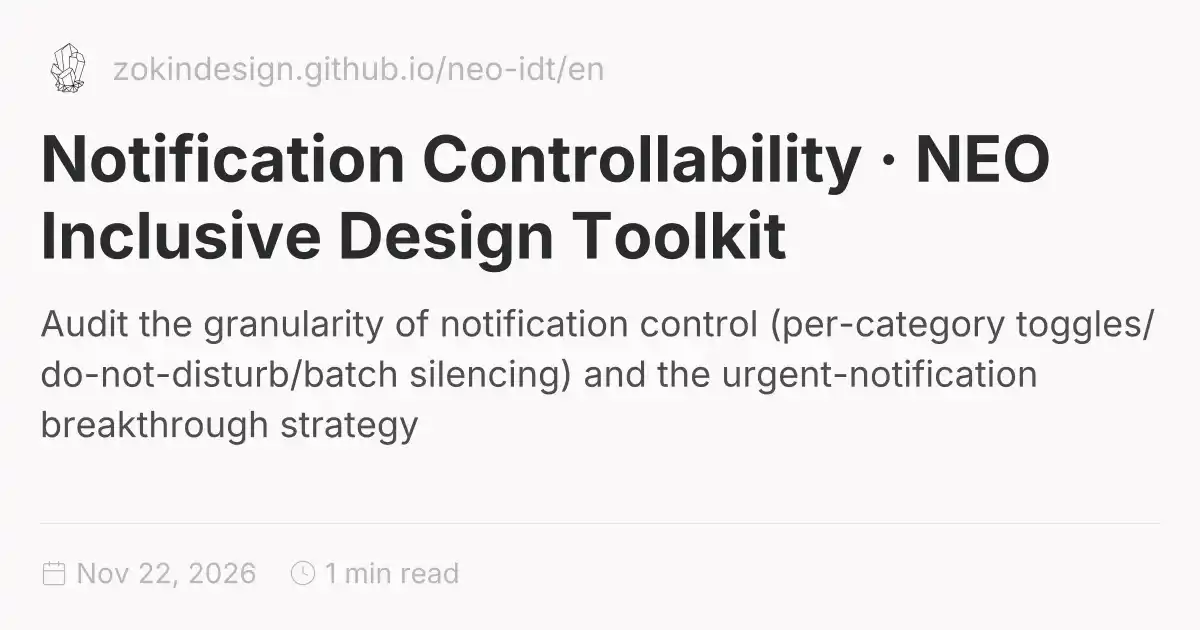 zokindesign.github.io/neo-idt/en
Notification Controllability · NEO
Inclusive Design Toolkit
Audit the granularity of notification control (per-category toggles/
do-not-disturb/batch silencing) and the urgent-notification
breakthrough strategy
Nov 22, 2026 1 min read